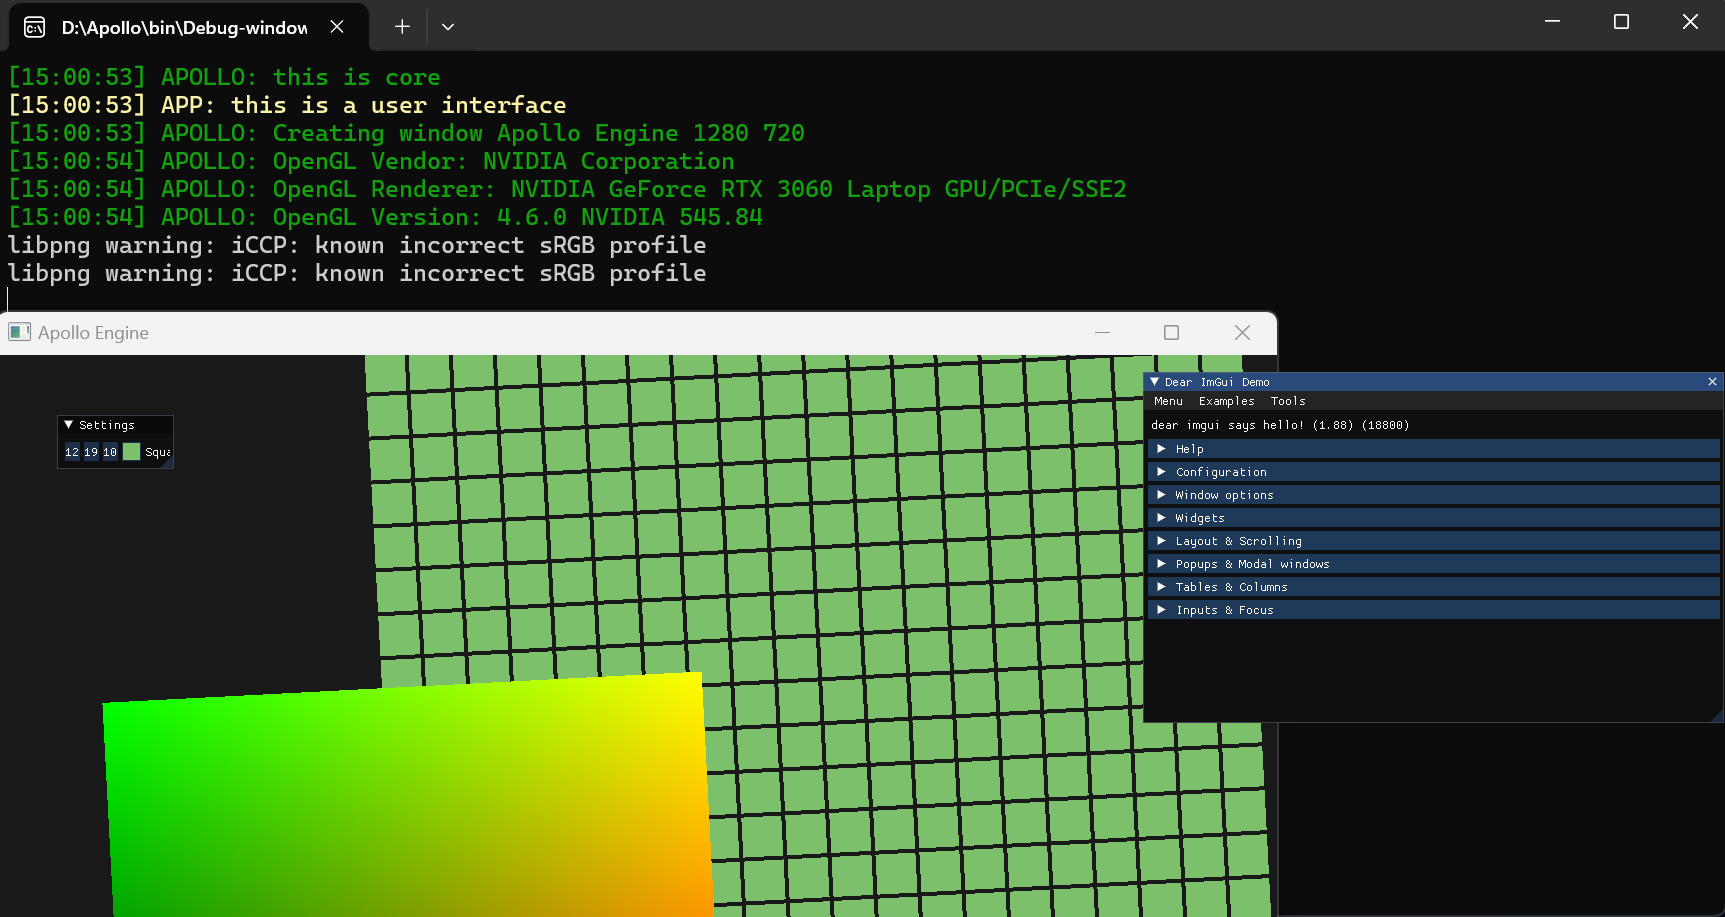 D:\Apollo\bin\Debug-window
[15:00:53] APOLLO: this is core
[15:00:53] APP: this is a user interface
[15:00:53] APOLLO: Creating window Apollo Engine 1280 720
[15:00:54] APOLLO: OpenGL Vendor: NVIDIA Corporation
[15:00:54] APOLLO: OpenGL Renderer: NVIDIA GeForce RTX 3060 Laptop GPU/PCIe/SSE2
[15:00:54] APOLLO: OpenGL Version: 4.6.0 NVIDIA 545.84
libpng warning: iCCP: known incorrect sRGB profile
libpng warning: iCCP: known incorrect sRGB profile
Apollo Engine
Settings
12 19 10 Squa
Dear ImGui Demo
Menu Examples Tools
dear imgui says hello! (1.88) (18800)
Help
Configuration
Window options
Widgets
Layout & Scrolling
Popups & Modal windows
Tables & Columns
Inputs & Focus